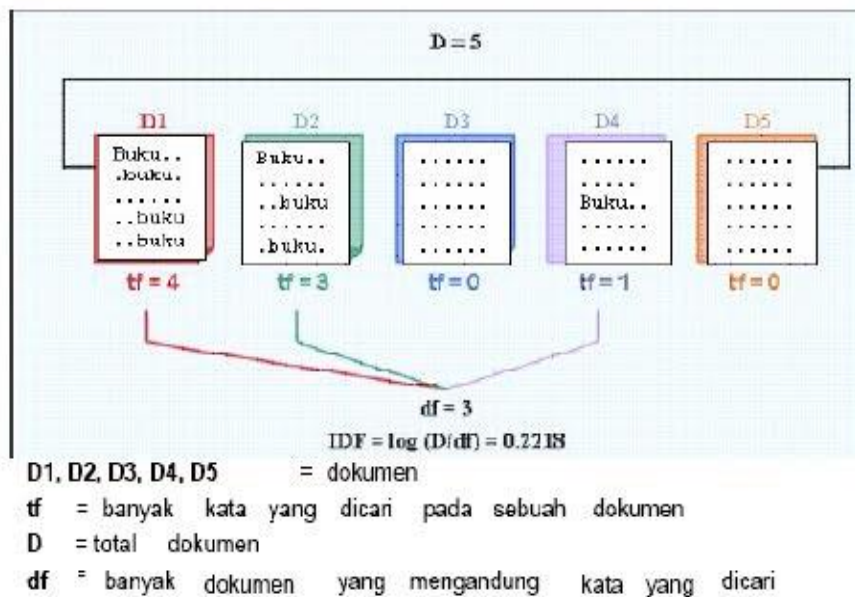 D = 5
D1 D2 D3 D4 D5
Buku..
.buku.
......
..buku
..buku
Buku..
......
..buku
......
.buku.
......
......
......
......
......
......
.....
Buku..
.....
......
......
......
......
......
......
tf = 4 tf = 3 tf = 0 tf = 1 tf = 0
df = 3
IDF = log (D/df) = 0.2218
D1, D2, D3, D4, D5 = dokumen
tf = banyak kata yang dicari pada sebuah dokumen
D = total dokumen
df = banyak dokumen yang mengandung kata yang dicari